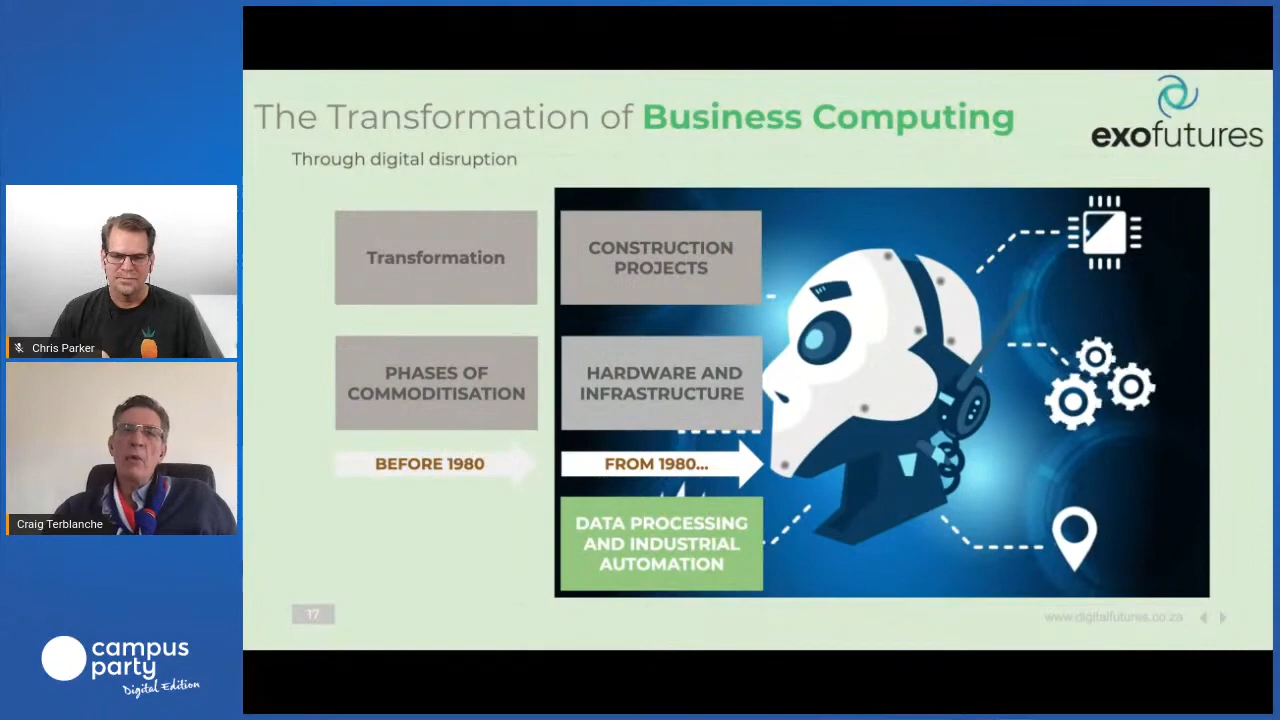 The Transformation of Business Computing
Through digital disruption
exofutures
Transformation
CONSTRUCTION
PROJECTS
PHASES OF
COMMODITISATION
HARDWARE AND
INFRASTRUCTURE
BEFORE 1980
FROM 1980...
DATA PROCESSING
AND INDUSTRIAL
AUTOMATION
17
www.digitalfutures.co.za
Chris Parker
Craig Terblanche
campus
party
Digital Edition